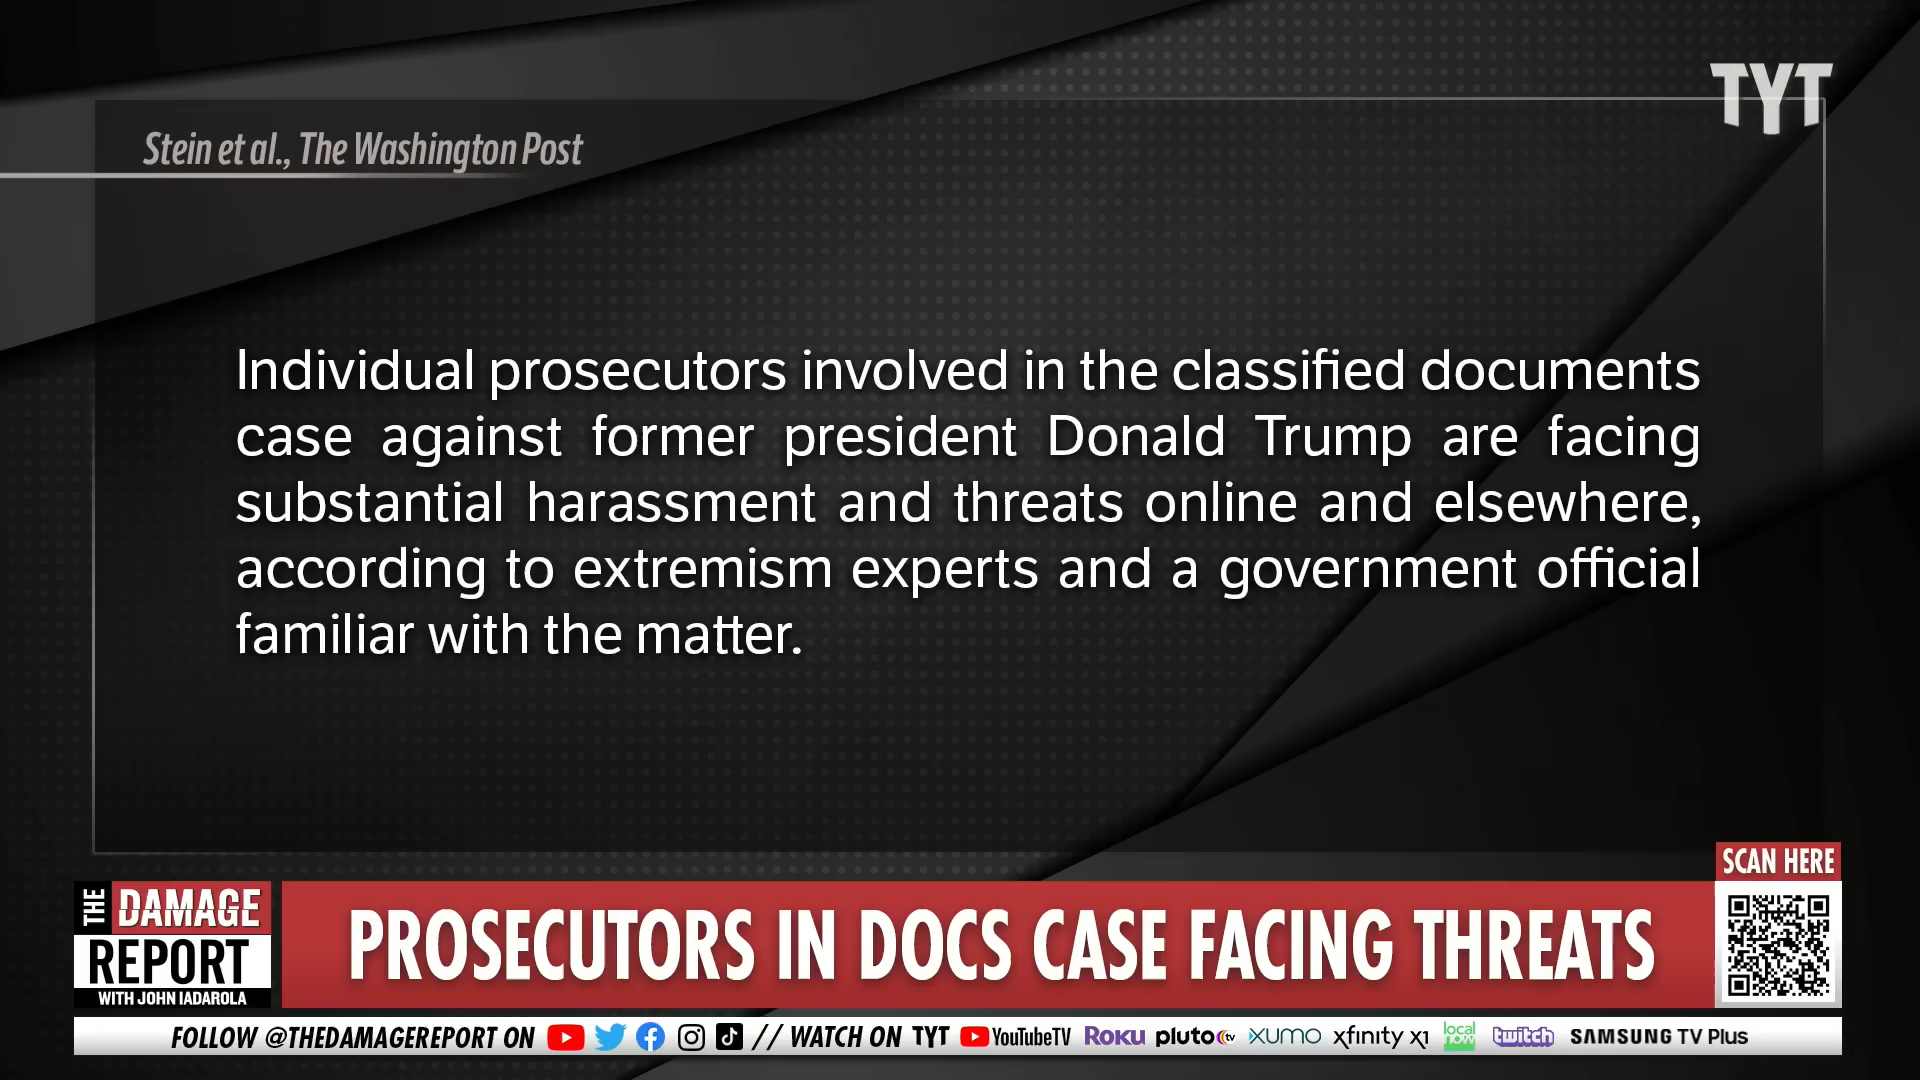 TYT
Stein et al., The Washington Post
Individual prosecutors involved in the classified documents
case against former president Donald Trump are facing
substantial harassment and threats online and elsewhere,
according to extremism experts and a government official
familiar with the matter.
SCAN HERE
THE DAMAGE
REPORT
WITH JOHN IADAROLA
PROSECUTORS IN DOCS CASE FACING THREATS
FOLLOW @THEDAMAGEREPORT ON // WATCH ON TYT YouTubeTV ROKU pluto tv XUMO xfinity x1 local now twitch SAMSUNG TV Plus